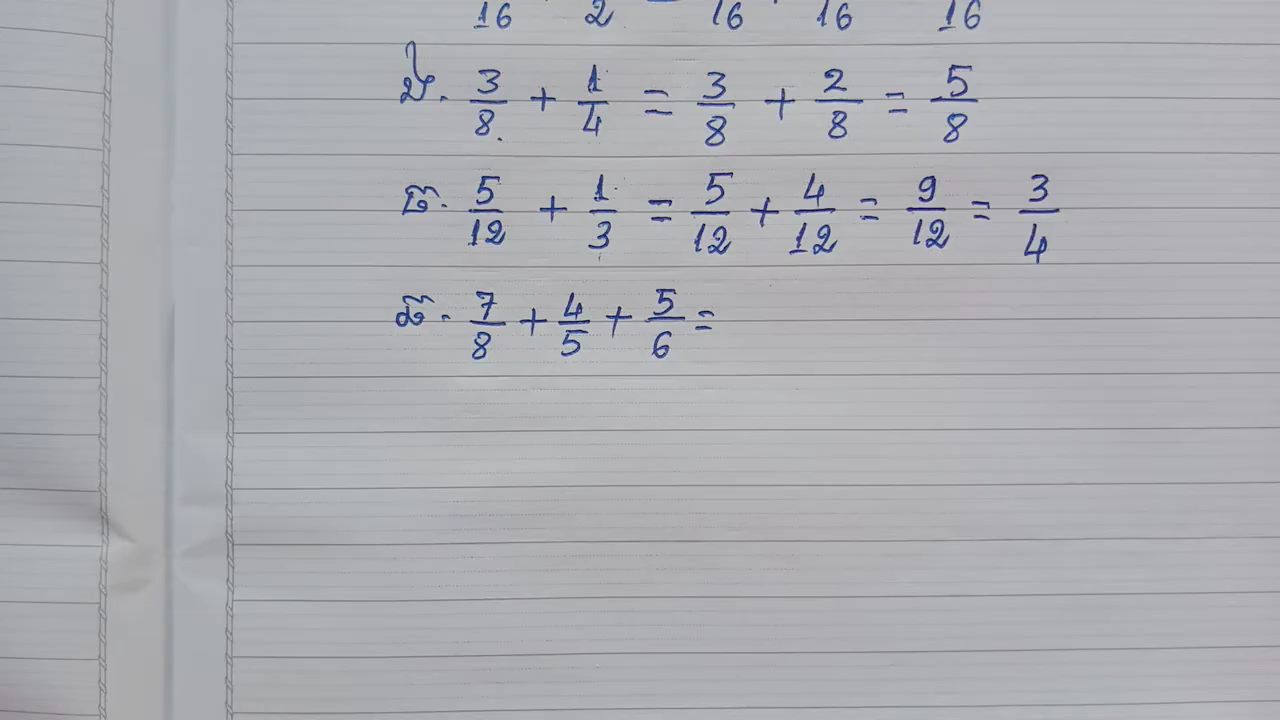 16 2 16 16 16
3/8 + 1/4 = 3/8 + 2/8 = 5/8
5/12 + 1/3 = 5/12 + 4/12 = 9/12 = 3/4
7/8 + 4/5 + 5/6 =